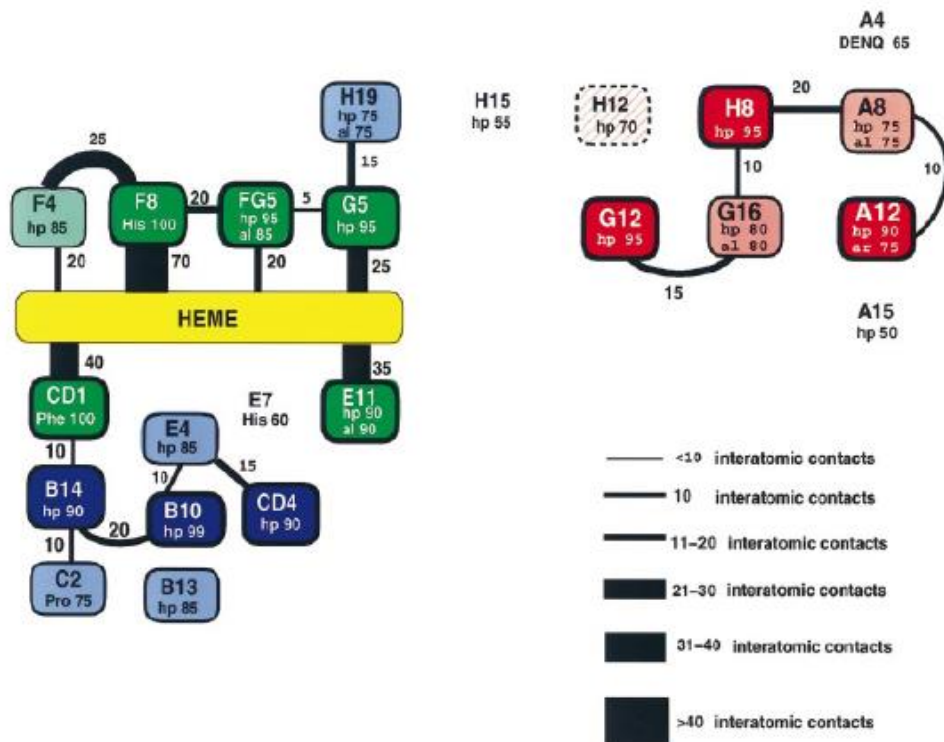 A4
DENQ 65
H19
hp 75
al 75
H15
hp 55
H12
hp 70
H8
hp 95
20
A8
hp 75
al 75
25
15
10
10
F4
hp 85
F8
His 100
20
FG5
hp 95
al 85
5
G5
hp 95
G12
hp 95
G16
hp 80
al 80
A12
hp 90
ar 75
20
70
20
25
15
HEME
A15
hp 50
40
35
CD1
Phe 100
E7
His 60
E11
hp 90
al 90
E4
hp 85
10
10
15
B14
hp 90
20
B10
hp 99
CD4
hp 90
10
C2
Pro 75
B13
hp 85
<10 interatomic contacts
10 interatomic contacts
11–20 interatomic contacts
21–30 interatomic contacts
31–40 interatomic contacts
>40 interatomic contacts